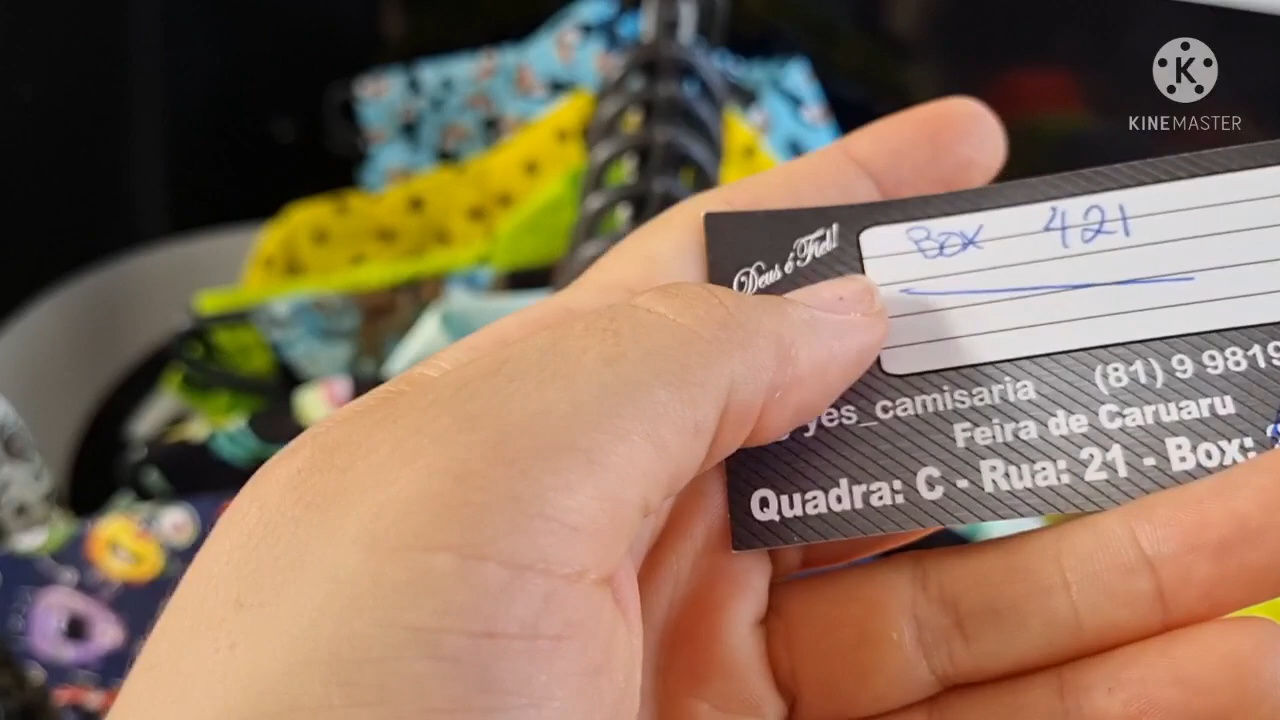 KINEMASTER
Deus é Fiel!
Box 421
yes_camisaria (81) 9 9819
Feira de Caruaru
Quadra: C - Rua: 21 - Box: